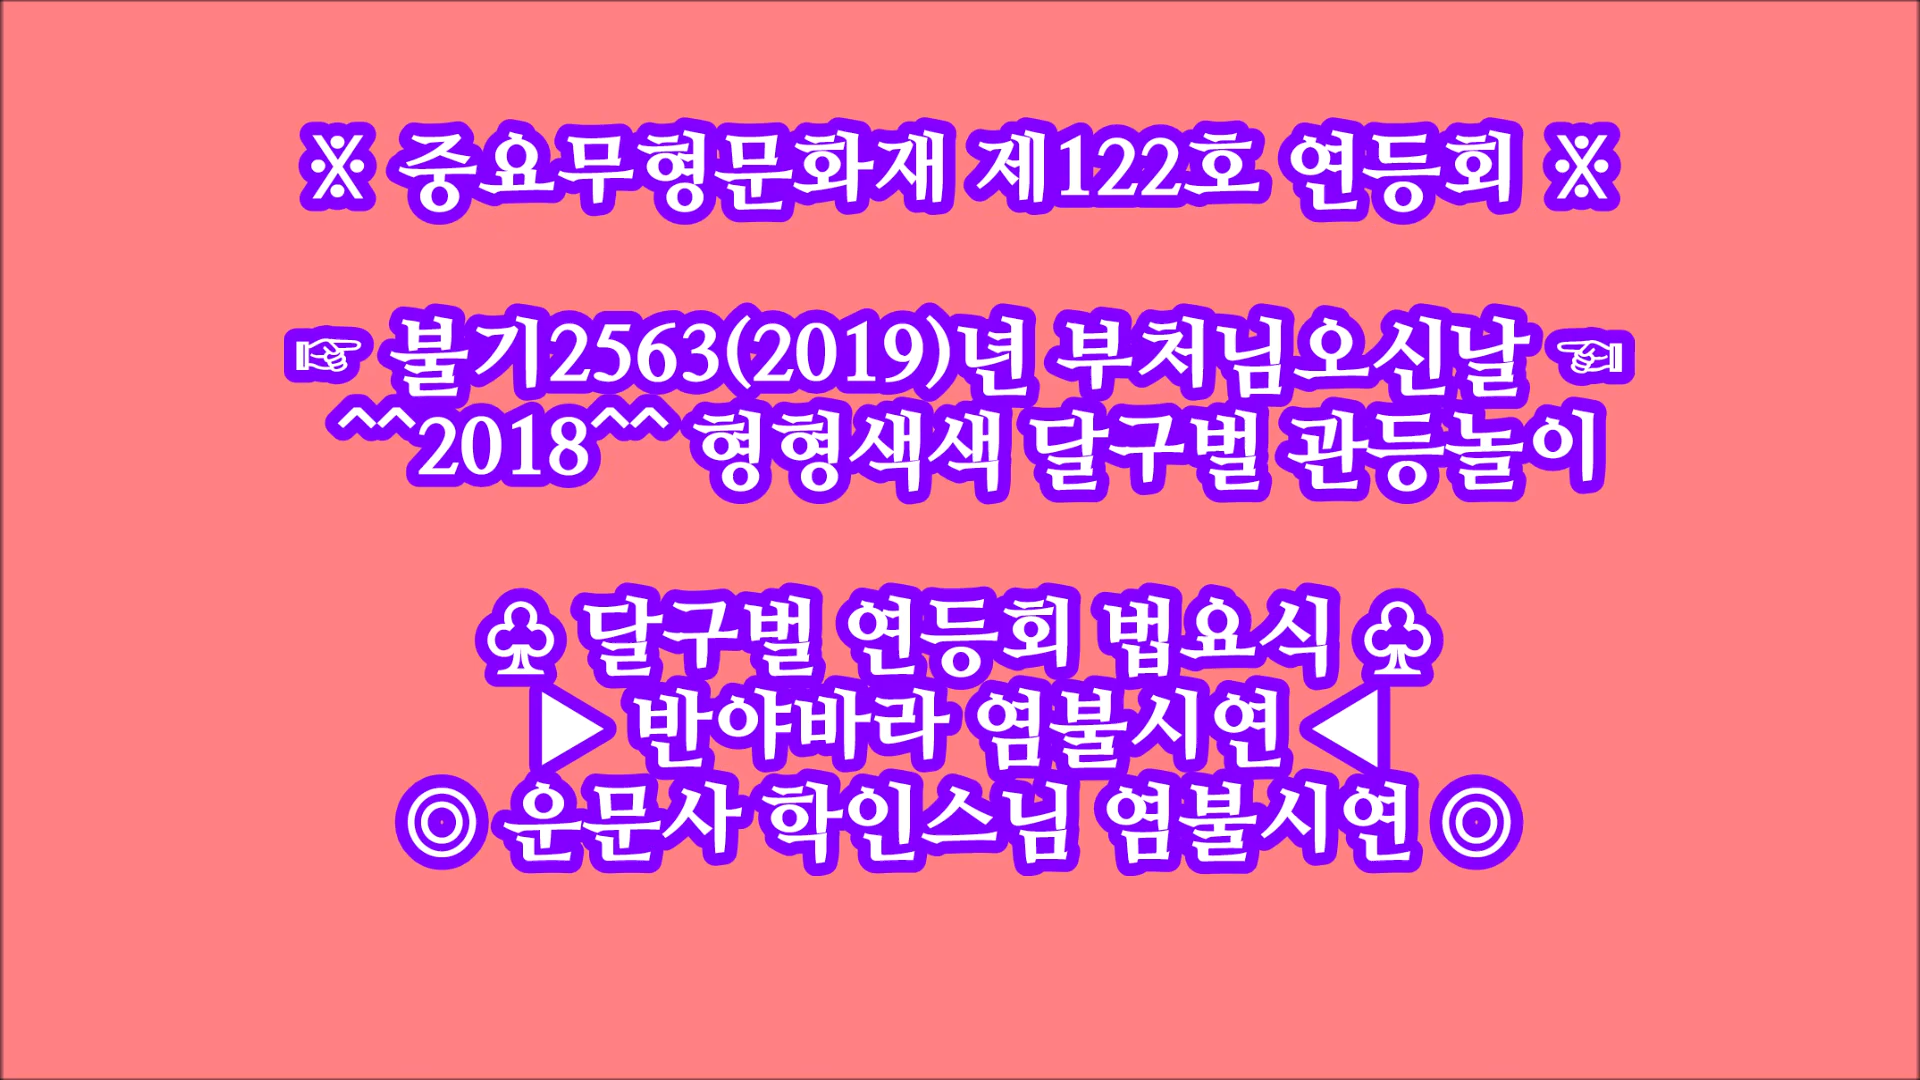 ※ 중요무형문화재 제122호 연등회 ※
☞ 불기2563(2019)년 부처님오신날 ☜
^^2018^^ 형형색색 달구벌 관등놀이
♧ 달구벌 연등회 법요식 ♧
▶ 반야바라 염불시연 ◀
◎ 운문사 학인스님 염불시연 ◎